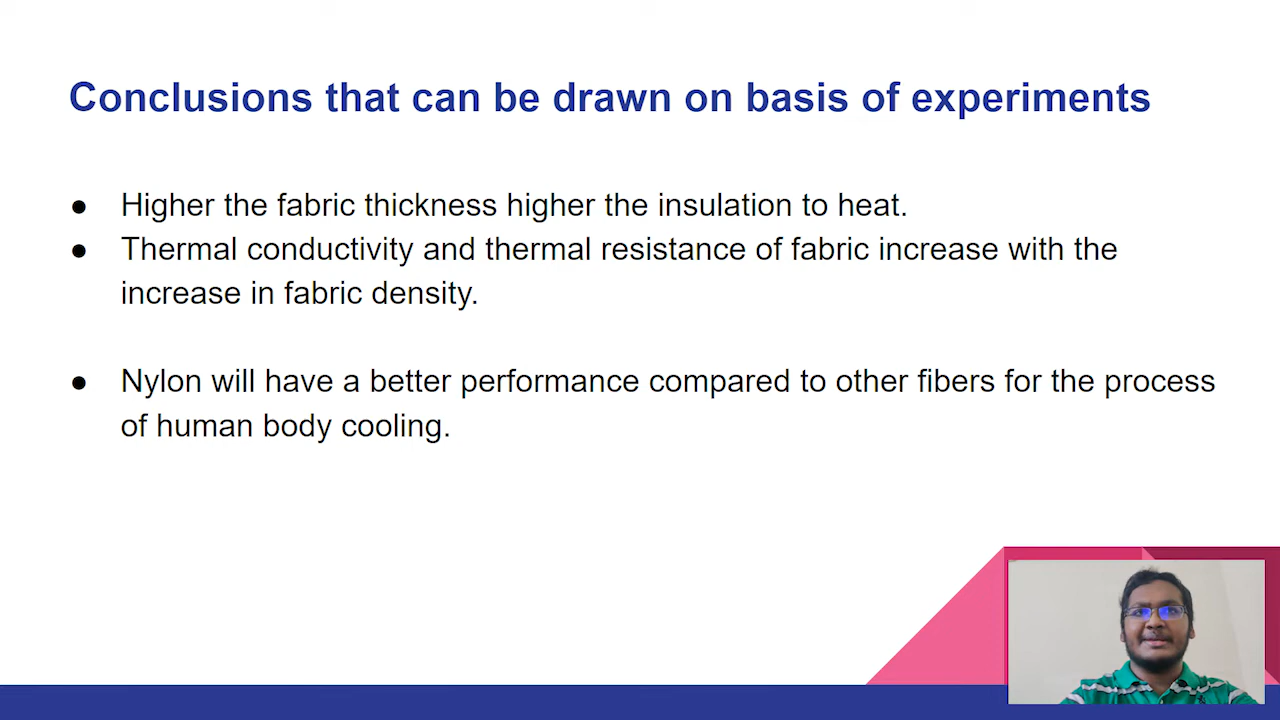 Conclusions that can be drawn on basis of experiments
● Higher the fabric thickness higher the insulation to heat.
● Thermal conductivity and thermal resistance of fabric increase with the
increase in fabric density.
● Nylon will have a better performance compared to other fibers for the process
of human body cooling.